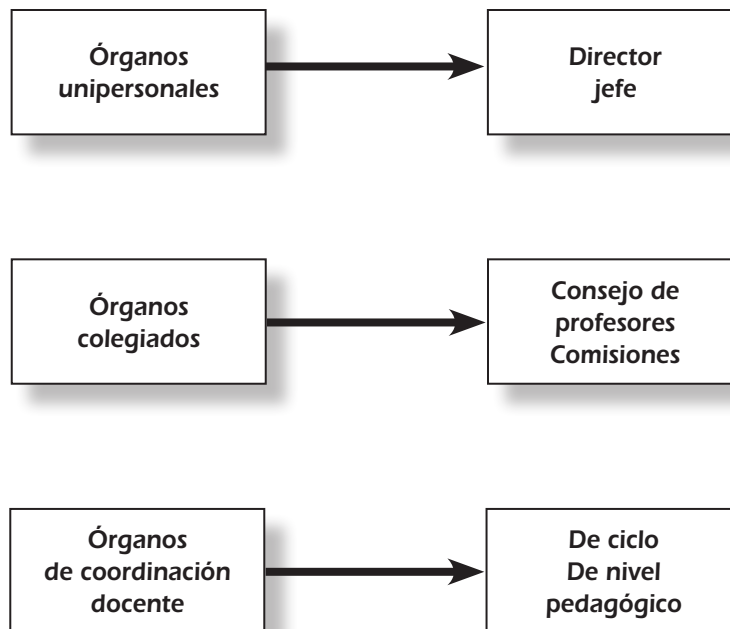 Órganos
unipersonales
Director
jefe
Órganos
colegiados
Consejo de
profesores
Comisiones
Órganos
de coordinación
docente
De ciclo
De nivel
pedagógico